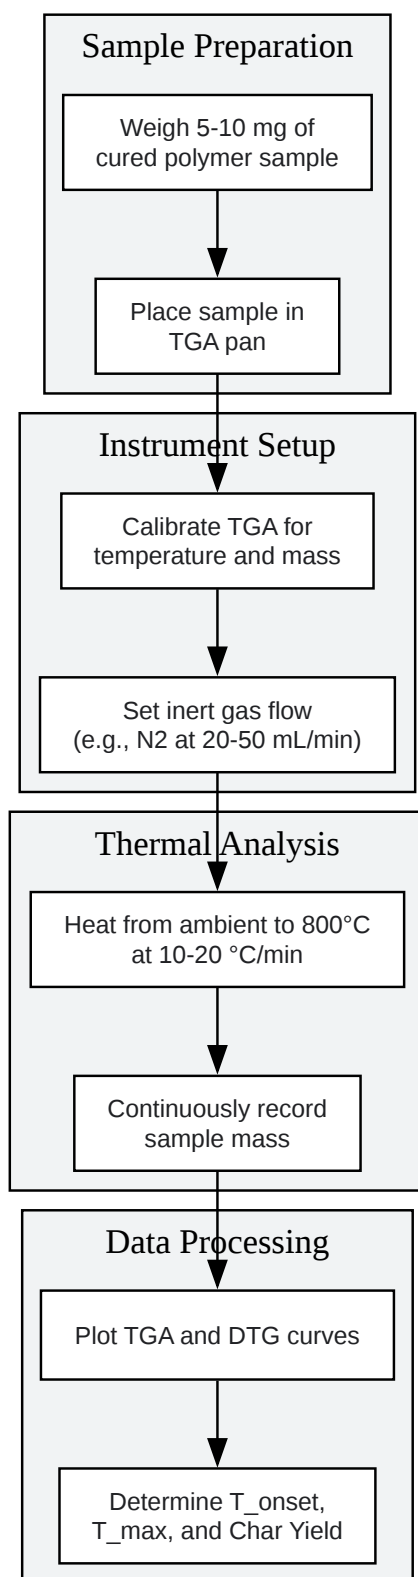 Sample Preparation
Weigh 5-10 mg of
cured polymer sample
Place sample in
TGA pan
Instrument Setup
Calibrate TGA for
temperature and mass
Set inert gas flow
(e.g., N2 at 20-50 mL/min)
Thermal Analysis
Heat from ambient to 800°C
at 10-20 °C/min
Continuously record
sample mass
Data Processing
Plot TGA and DTG curves
Determine T_onset,
T_max, and Char Yield